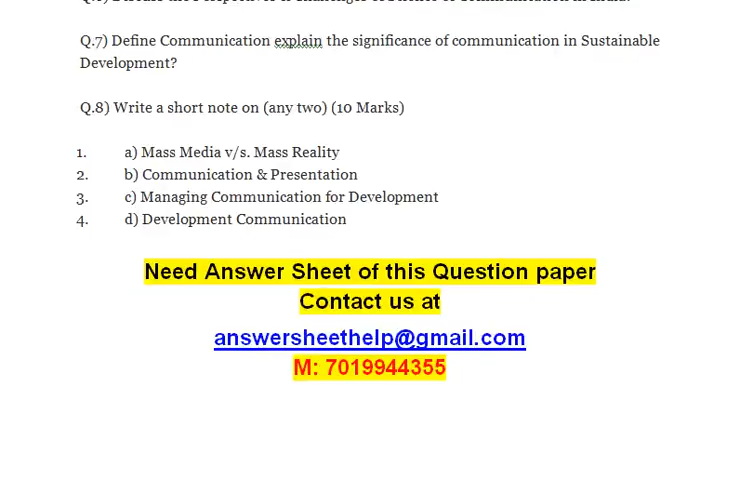 Q.7) Define Communication explain the significance of communication in Sustainable
Development?
Q.8) Write a short note on (any two) (10 Marks)
1. a) Mass Media v/s. Mass Reality
2. b) Communication & Presentation
3. c) Managing Communication for Development
4. d) Development Communication
Need Answer Sheet of this Question paper
Contact us at
answersheethelp@gmail.com
M: 7019944355